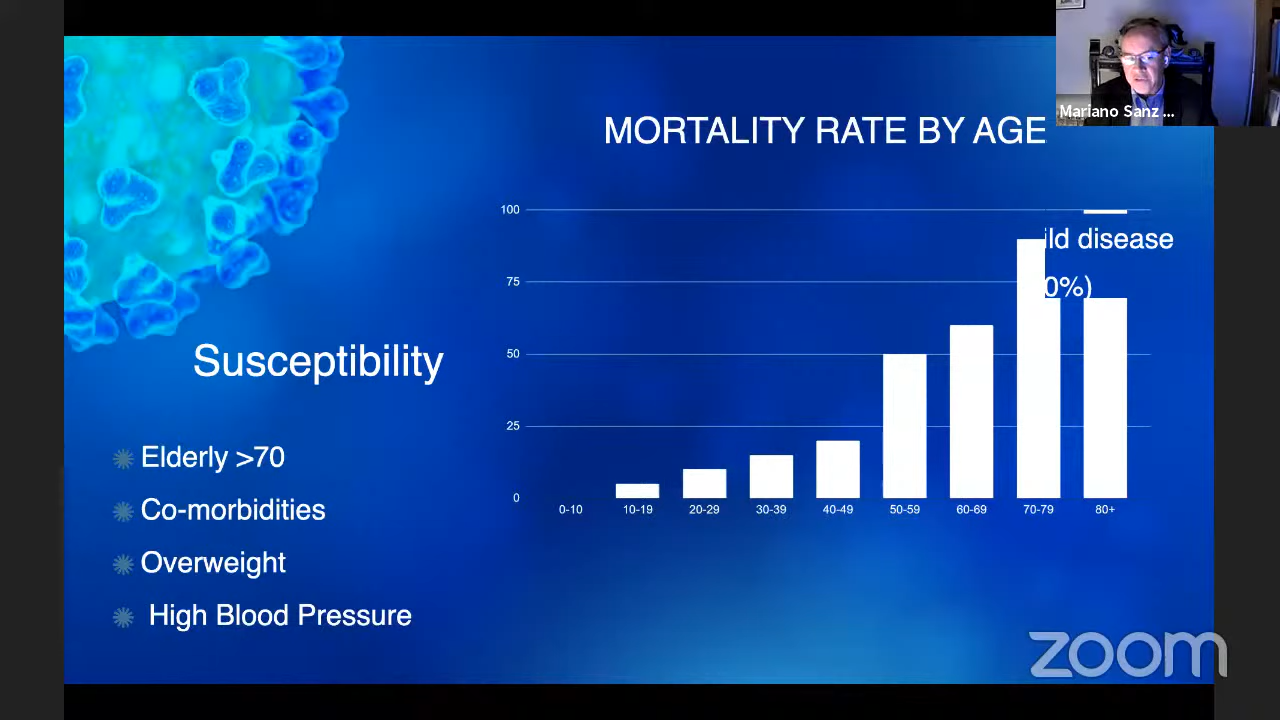 Mariano Sanz ...
MORTALITY RATE BY AGE
100
ild disease
75
0%)
50
25
0
0-10 10-19 20-29 30-39 40-49 50-59 60-69 70-79 80+
Susceptibility
Elderly >70
Co-morbidities
Overweight
High Blood Pressure
zoom